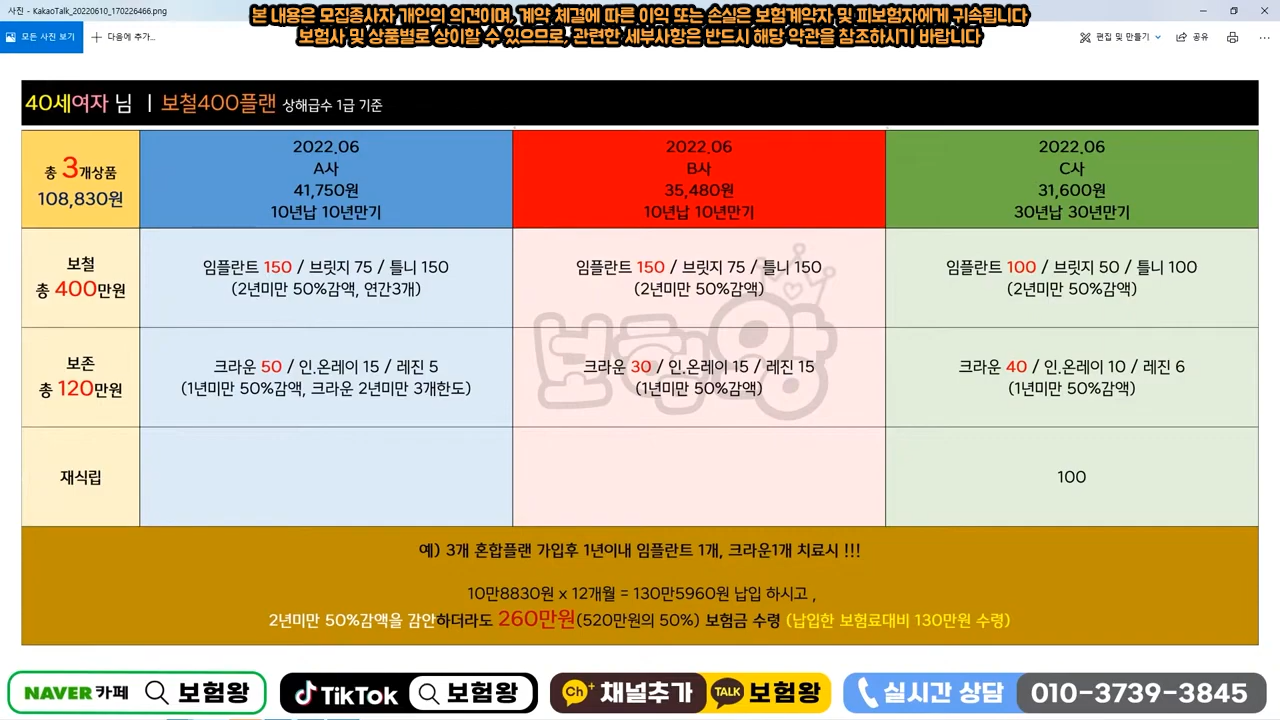 사진 - KakaoTalk_20220610_170226466.png
본 내용은 모집종사자 개인의 의견이며, 계약 체결에 따른 이익 또는 손실은 보험계약자 및 피보험자에게 귀속됩니다
보험사 및 상품별로 상이할 수 있으므로, 관련한 세부사항은 반드시 해당 약관을 참조하시기 바랍니다
모든 사진 보기
다음에 추가...
편집 및 만들기
공유
40세여자 님 | 보철400플랜 상해급수 1급 기준
총 3개상품
108,830원
2022.06
A사
41,750원
10년납 10년만기
2022.06
B사
35,480원
10년납 10년만기
2022.06
C사
31,600원
30년납 30년만기
보철
총 400만원
임플란트 150 / 브릿지 75 / 틀니 150
(2년미만 50%감액, 연간3개)
임플란트 150 / 브릿지 75 / 틀니 150
(2년미만 50%감액)
임플란트 100 / 브릿지 50 / 틀니 100
(2년미만 50%감액)
보존
총 120만원
크라운 50 / 인.온레이 15 / 레진 5
(1년미만 50%감액, 크라운 2년미만 3개한도)
크라운 30 / 인.온레이 15 / 레진 15
(1년미만 50%감액)
크라운 40 / 인.온레이 10 / 레진 6
(1년미만 50%감액)
보험왕
재식립
100
예) 3개 혼합플랜 가입후 1년이내 임플란트 1개, 크라운1개 치료시 !!!
10만8830원 x 12개월 = 130만5960원 납입 하시고 ,
2년미만 50%감액을 감안하더라도 260만원(520만원의 50%) 보험금 수령 (납입한 보험료대비 130만원 수령)
NAVER 카페 보험왕
TikTok 보험왕
Ch+ 채널추가 TALK 보험왕
실시간 상담 010-3739-3845